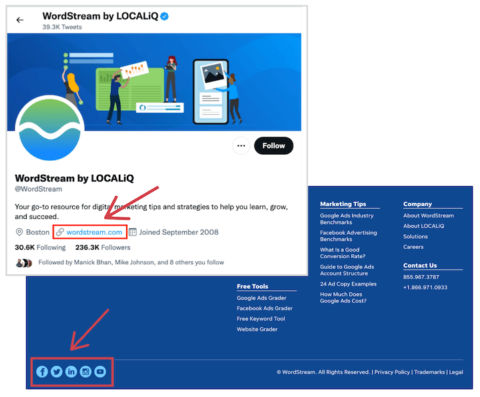 WordStream by LOCALiQ
39.3K Tweets
Follow
WordStream by LOCALiQ
@WordStream
Your go-to resource for digital marketing tips and strategies to help you learn, grow,
and succeed.
Boston wordstream.com Joined September 2008
30.6K Following 236.3K Followers
Followed by Manick Bhan, Mike Johnson, and 8 others you follow
Free Tools
Google Ads Grader
Facebook Ads Grader
Free Keyword Tool
Website Grader
Marketing Tips
Google Ads Industry
Benchmarks
Facebook Advertising
Benchmarks
What Is a Good
Conversion Rate?
Guide to Google Ads
Account Structure
24 Ad Copy Examples
How Much Does
Google Ads Cost?
Company
About WordStream
About LOCALiQ
Solutions
Careers
Contact Us
855.967.3787
+1.866.971.0933
© WordStream. All Rights Reserved. | Privacy Policy | Trademarks | Legal